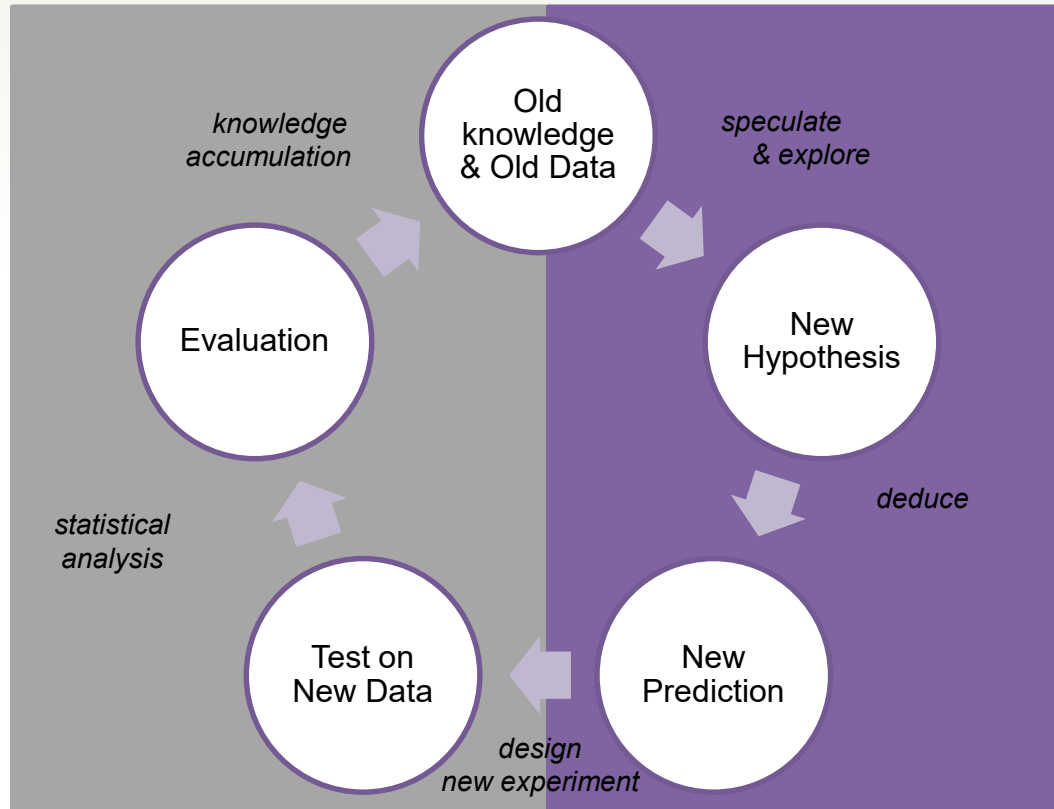 Old
knowledge
& Old Data
speculate
& explore
New
Hypothesis
deduce
New
Prediction
design
new experiment
Test on
New Data
statistical
analysis
Evaluation
knowledge
accumulation